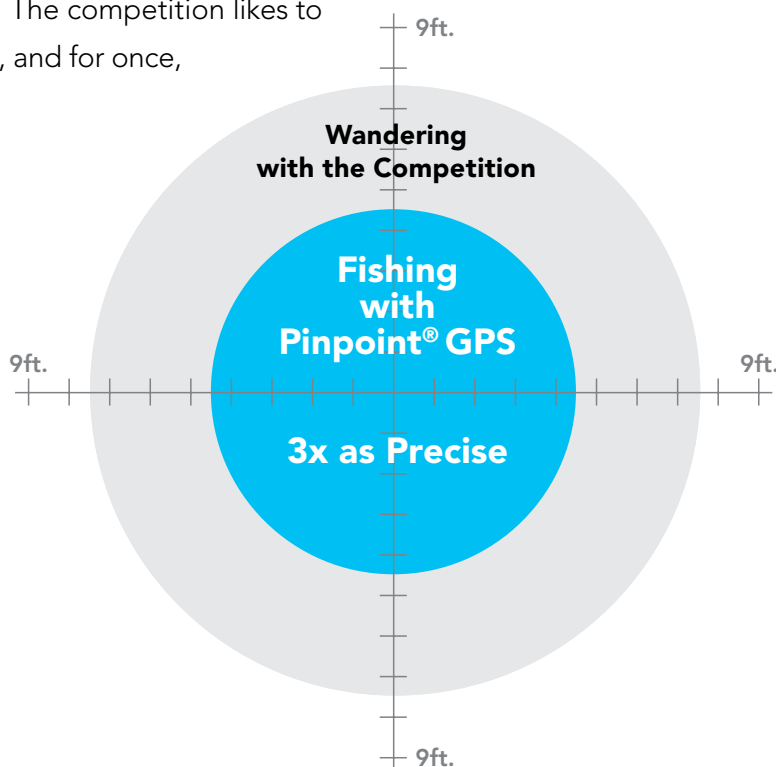 The competition likes to
9ft.
, and for once,
Wandering
with the Competition
Fishing
with
Pinpoint® GPS
9ft.
9ft.
3x as Precise
9ft.